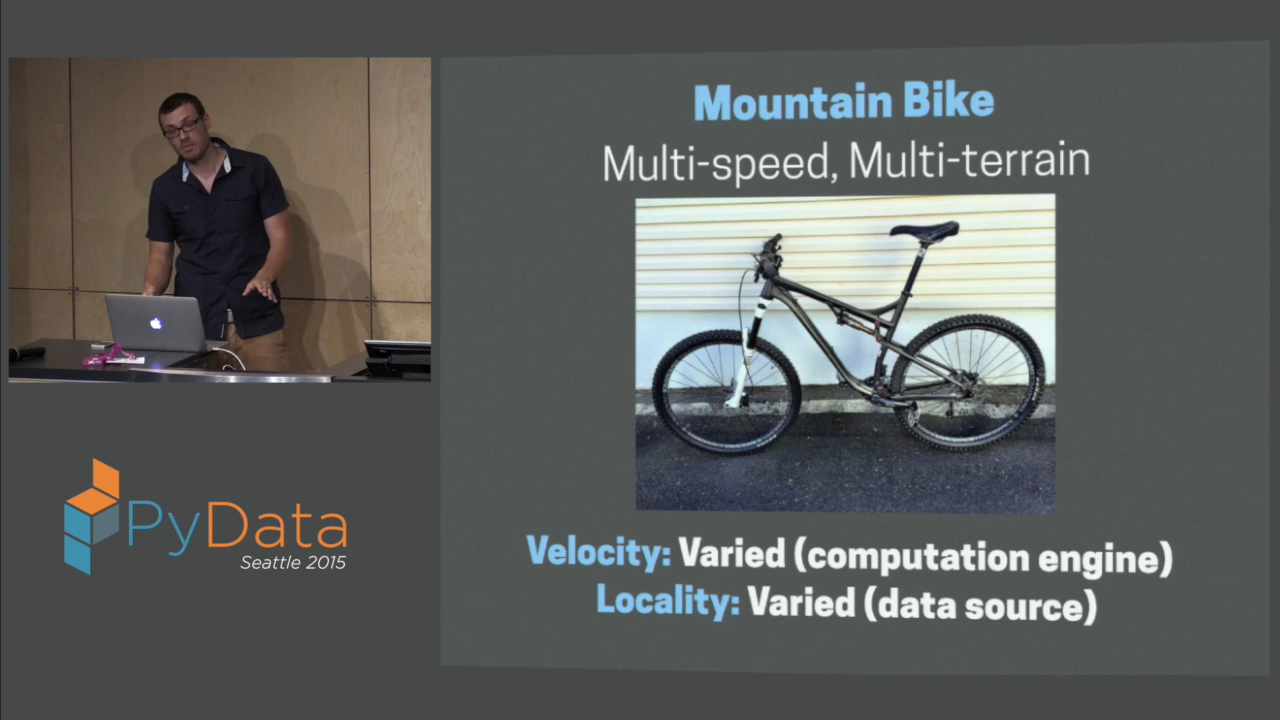 Mountain Bike
Multi-speed, Multi-terrain
Velocity: Varied (computation engine)
Locality: Varied (data source)
PyData
Seattle 2015